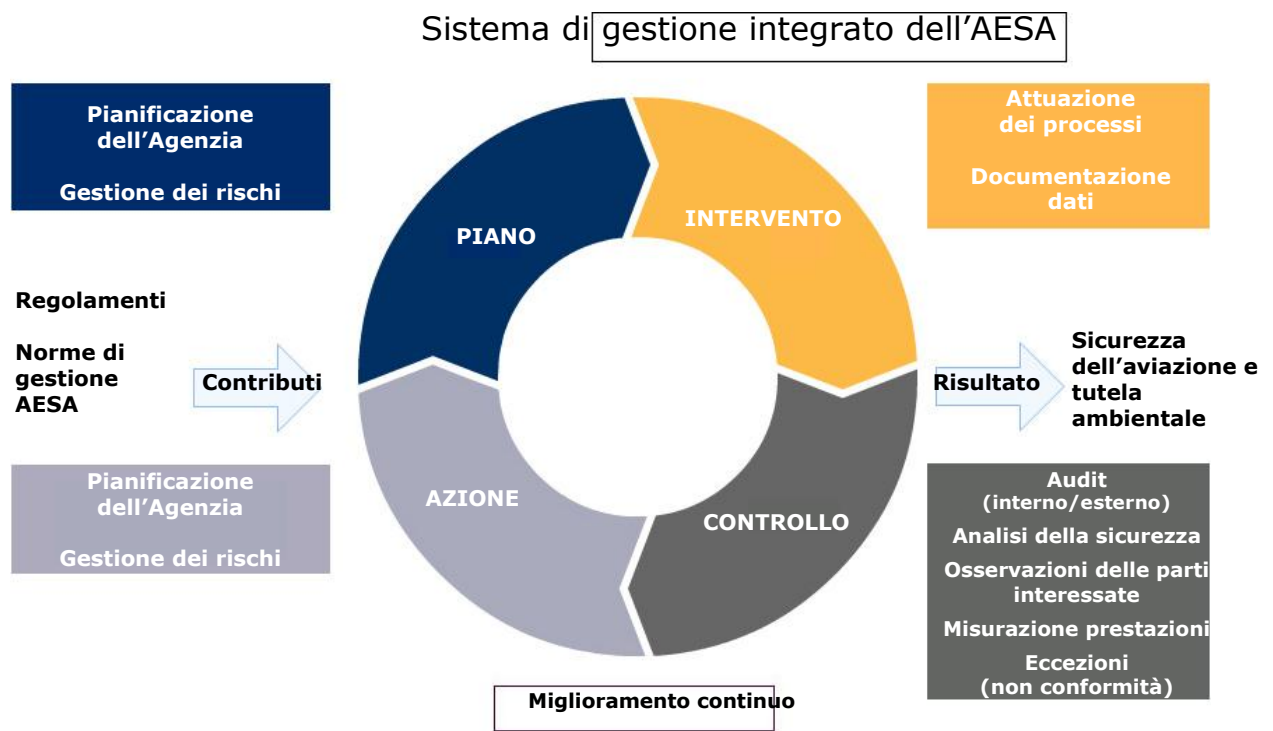 Sistema di gestione integrato dell'AESA
Pianificazione
dell'Agenzia
Gestione dei rischi
Attuazione
dei processi
Documentazione
dati
PIANO
INTERVENTO
Regolamenti
Norme di
gestione
AESA
Contributi
Risultato
Sicurezza
dell'aviazione e
tutela
ambientale
Pianificazione
dell'Agenzia
Gestione dei rischi
AZIONE
CONTROLLO
Audit
(interno/esterno)
Analisi della sicurezza
Osservazioni delle parti
interessate
Misurazione prestazioni
Eccezioni
(non conformità)
Miglioramento continuo